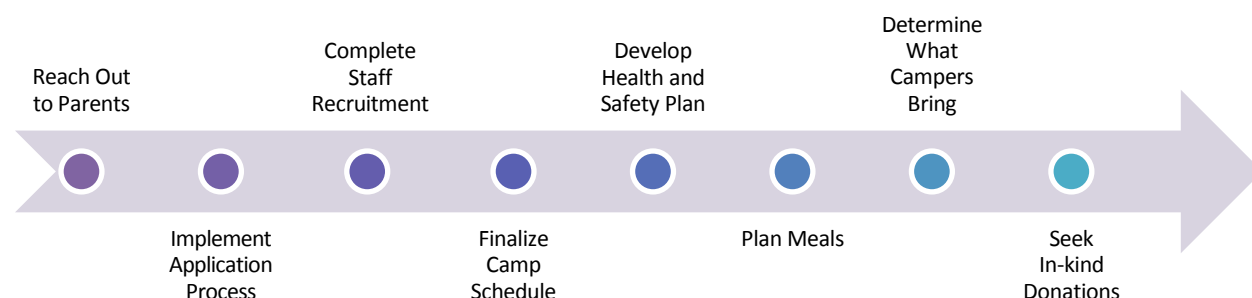 Reach Out
to Parents
Implement
Application
Process
Complete
Staff
Recruitment
Finalize
Camp
Schedule
Develop
Health and
Safety Plan
Plan Meals
Determine
What
Campers
Bring
Seek
In-kind
Donations